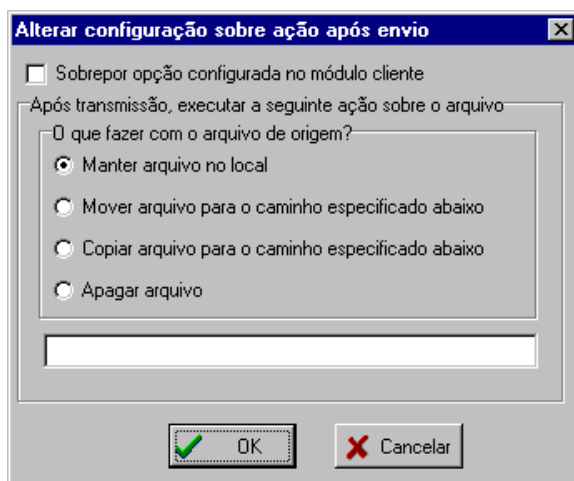 Alterar configuração sobre ação após envio
Sobrepor opção configurada no módulo cliente
Após transmissão, executar a seguinte ação sobre o arquivo
O que fazer com o arquivo de origem?
Manter arquivo no local
Mover arquivo para o caminho especificado abaixo
Copiar arquivo para o caminho especificado abaixo
Apagar arquivo
OK
Cancelar